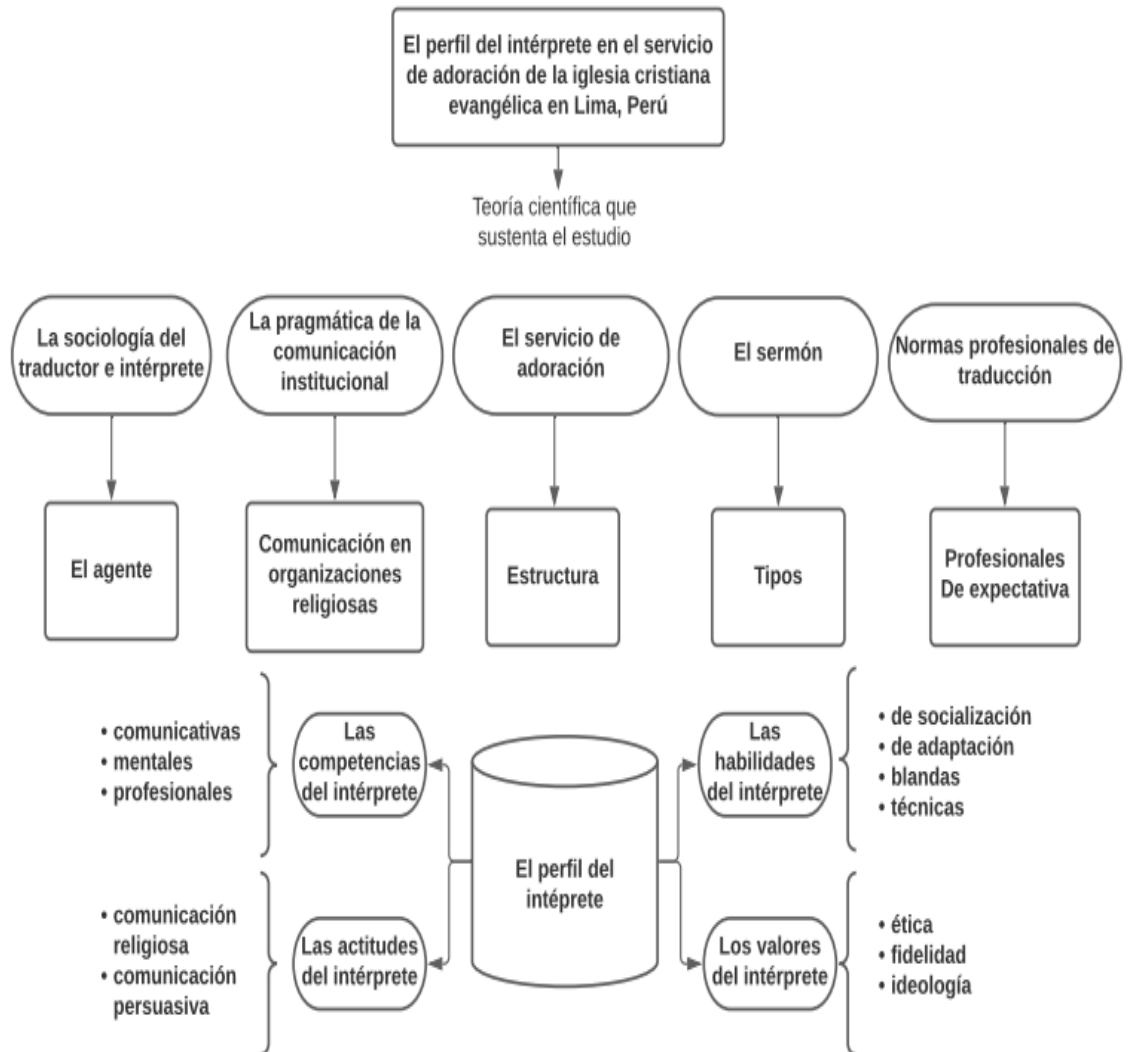 El perfil del intérprete en el servicio
de adoración de la iglesia cristiana
evangélica en Lima, Perú
Teoría científica que
sustenta el estudio
La sociología del
traductor e intérprete
La pragmática de la
comunicación
institucional
El servicio de
adoración
El sermón
Normas profesionales de
traducción
El agente
Comunicación en
organizaciones
religiosas
Estructura
Tipos
Profesionales
De expectativa
• comunicativas
• mentales
• profesionales
Las
competencias
del intérprete
Las
habilidades
del intérprete
• de socialización
• de adaptación
• blandas
• técnicas
El perfil del
intéprete
• comunicación
religiosa
• comunicación
persuasiva
Las actitudes
del intérprete
Los valores
del intérprete
• ética
• fidelidad
• ideología